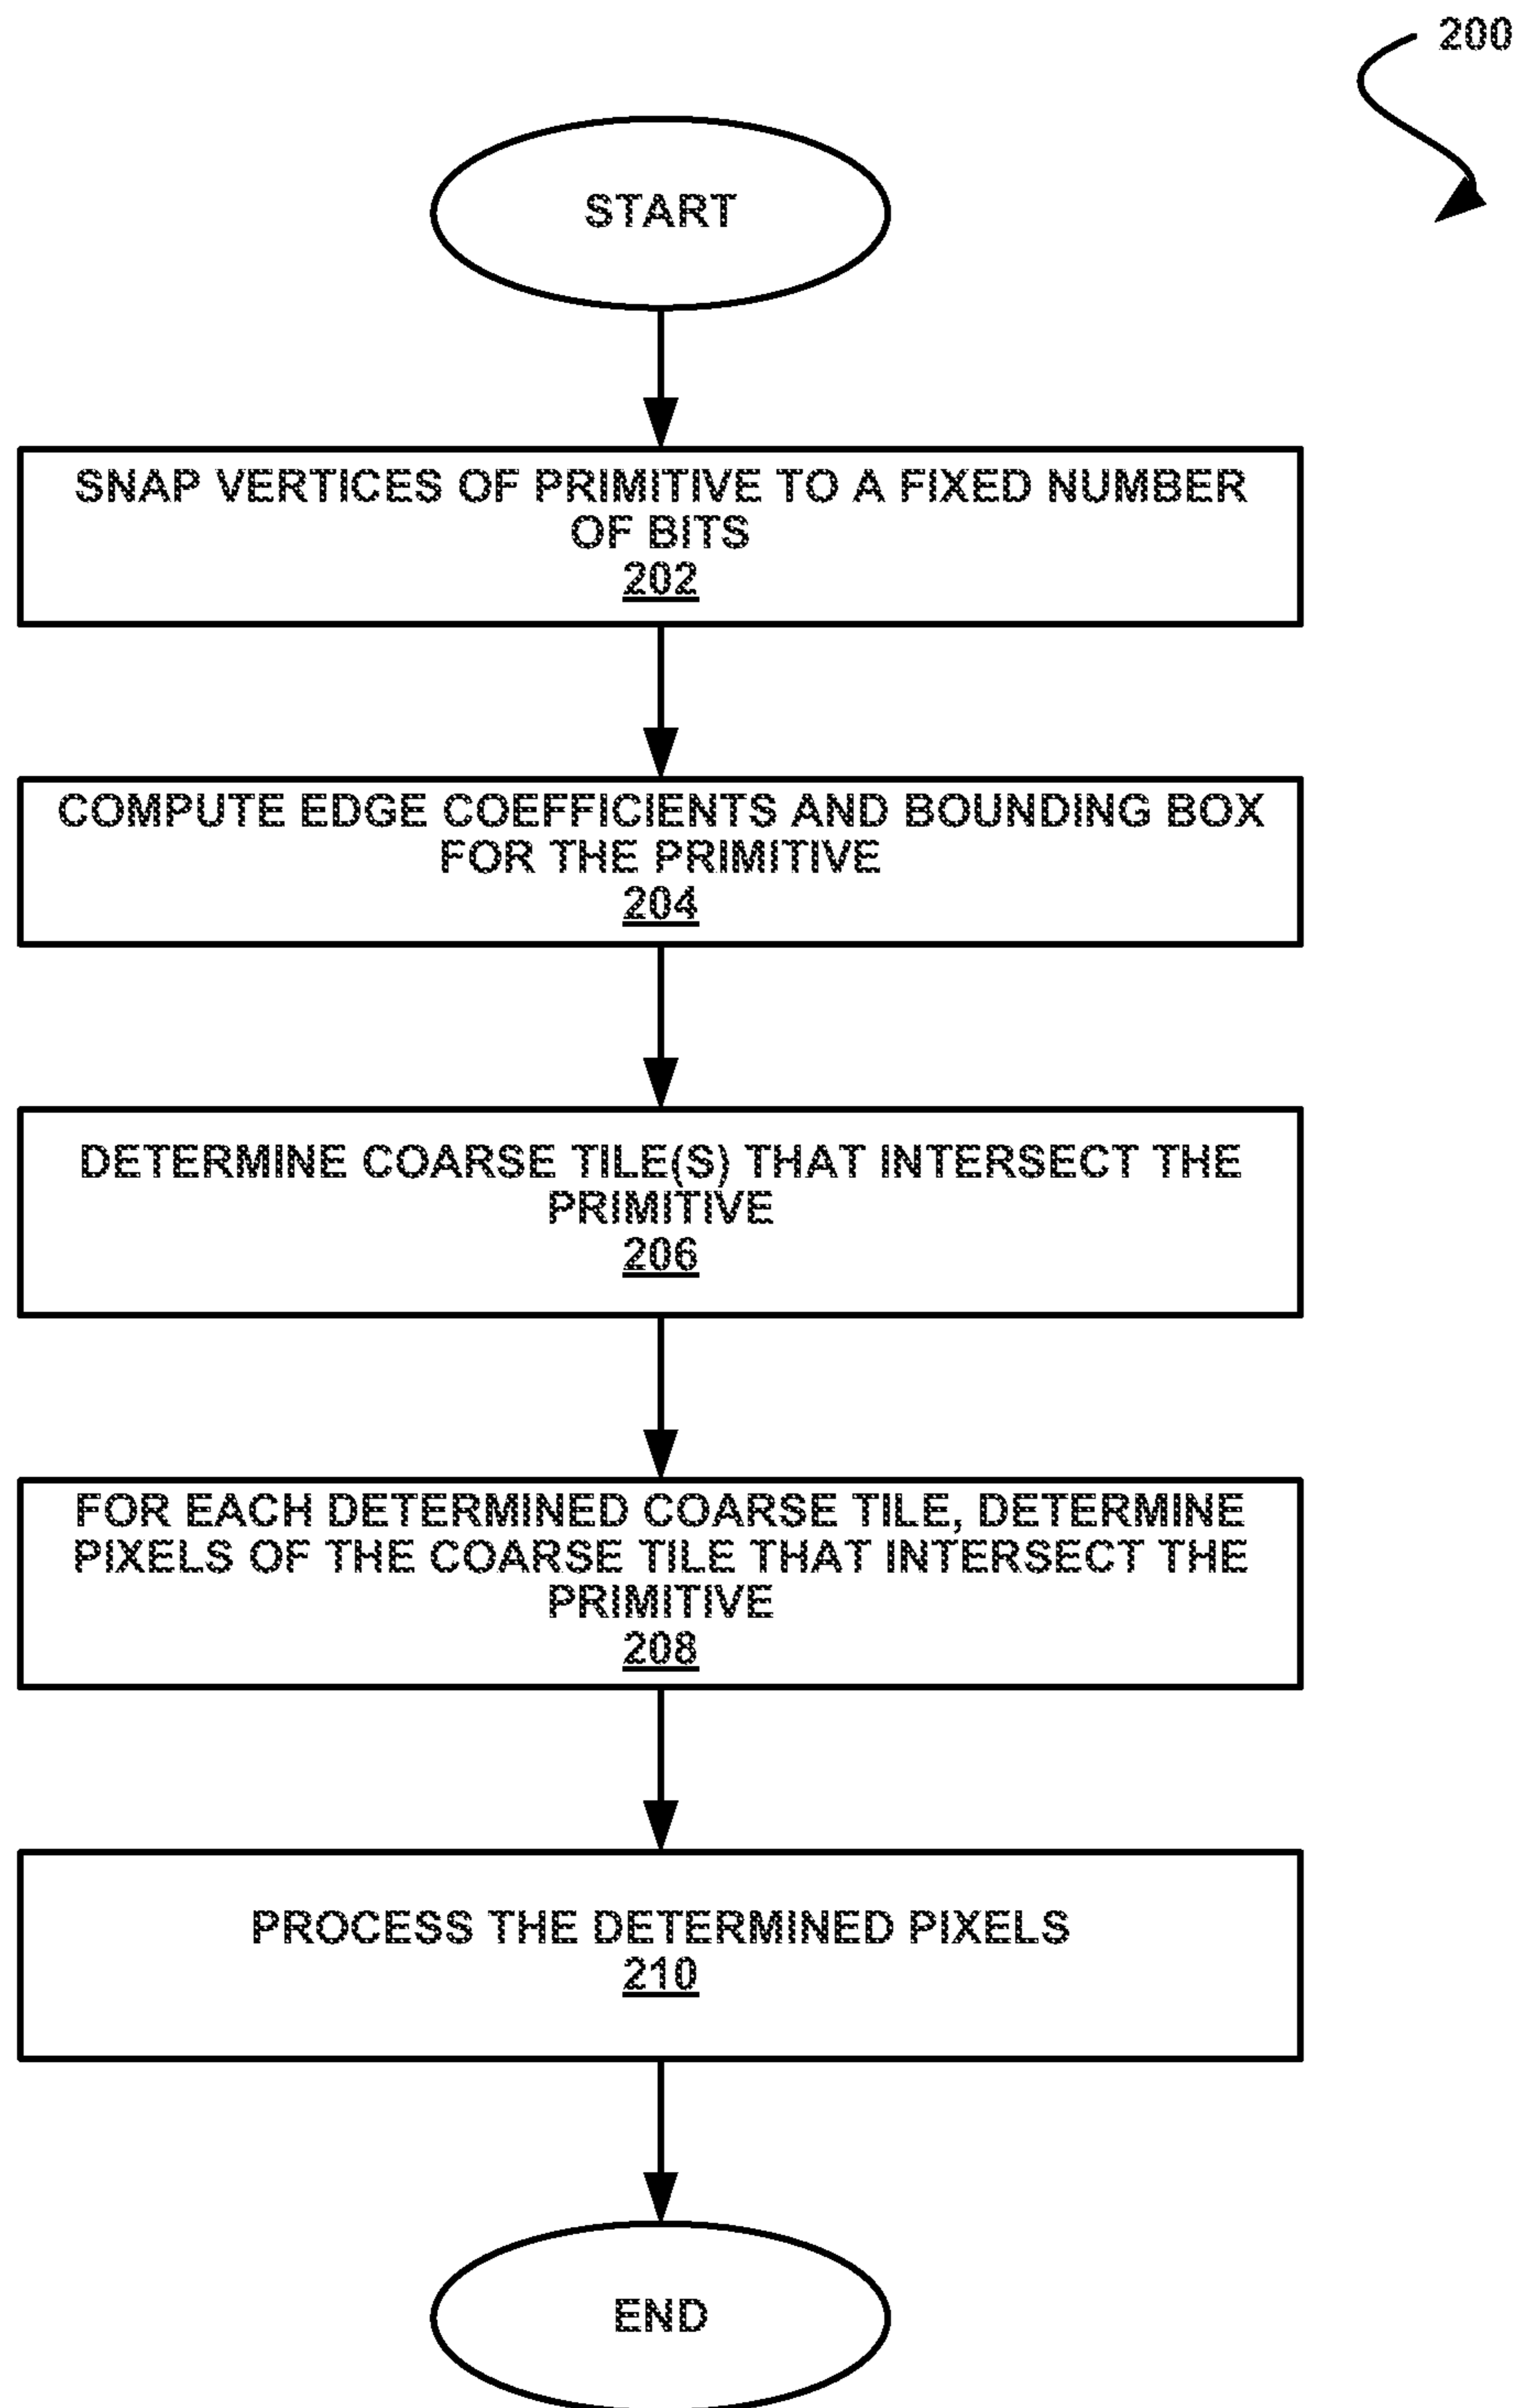 200
START
SNAP VERTICES OF PRIMITIVE TO A FIXED NUMBER
OF BITS
202
COMPUTE EDGE COEFFICIENTS AND BOUNDING BOX
FOR THE PRIMITIVE
204
DETERMINE COARSE TILE(S) THAT INTERSECT THE
PRIMITIVE
206
FOR EACH DETERMINED COARSE TILE, DETERMINE
PIXELS OF THE COARSE TILE THAT INTERSECT THE
PRIMITIVE
208
PROCESS THE DETERMINED PIXELS
210
END